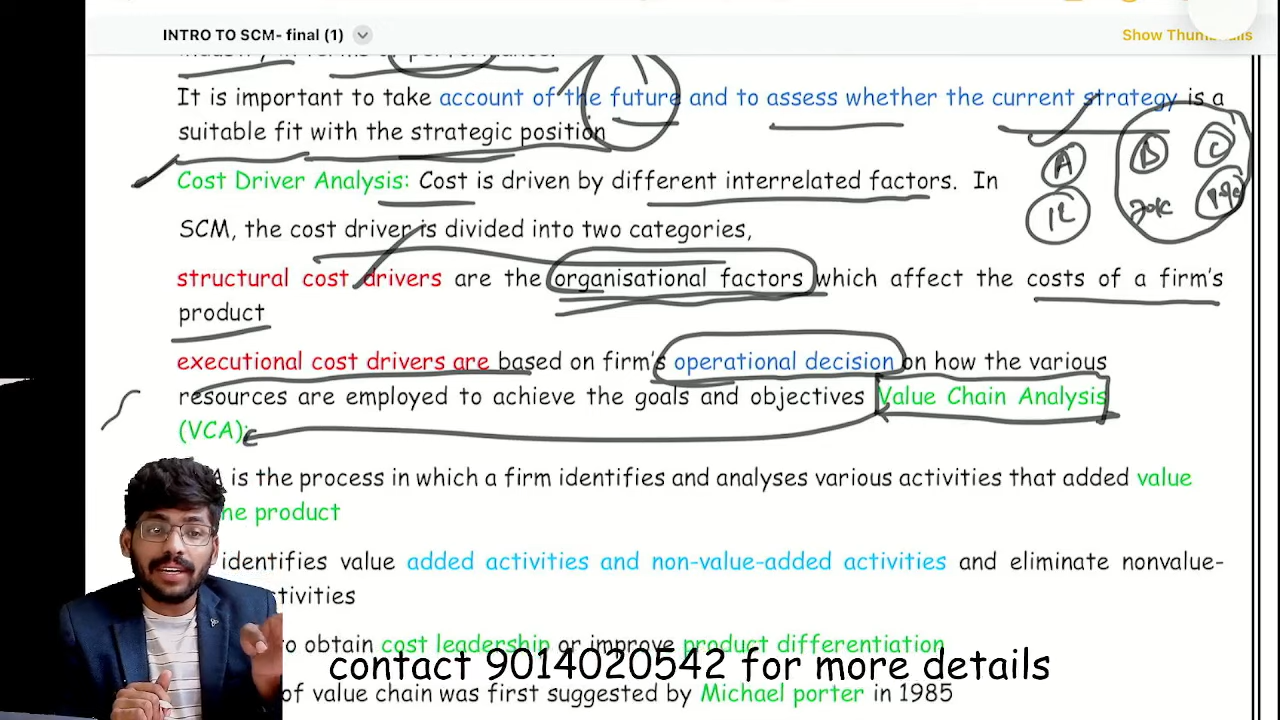 INTRO TO SCM- final (1)
Show Thum
It is important to take account of the future and to assess whether the current strategy is a
suitable fit with the strategic position
A B C
Cost Driver Analysis: Cost is driven by different interrelated factors. In
SCM, the cost driver is divided into two categories,
structural cost drivers are the organisational factors which affect the costs of a firm's
product
executional cost drivers are based on firm's operational decision on how the various
resources are employed to achieve the goals and objectives Value Chain Analysis
(VCA):
is the process in which a firm identifies and analyses various activities that added value
product
identifies value added activities and non-value-added activities and eliminate nonvalue-
to obtain cost leadership or improve product differentiation
contact 9014020542 for more details
of value chain was first suggested by Michael porter in 1985